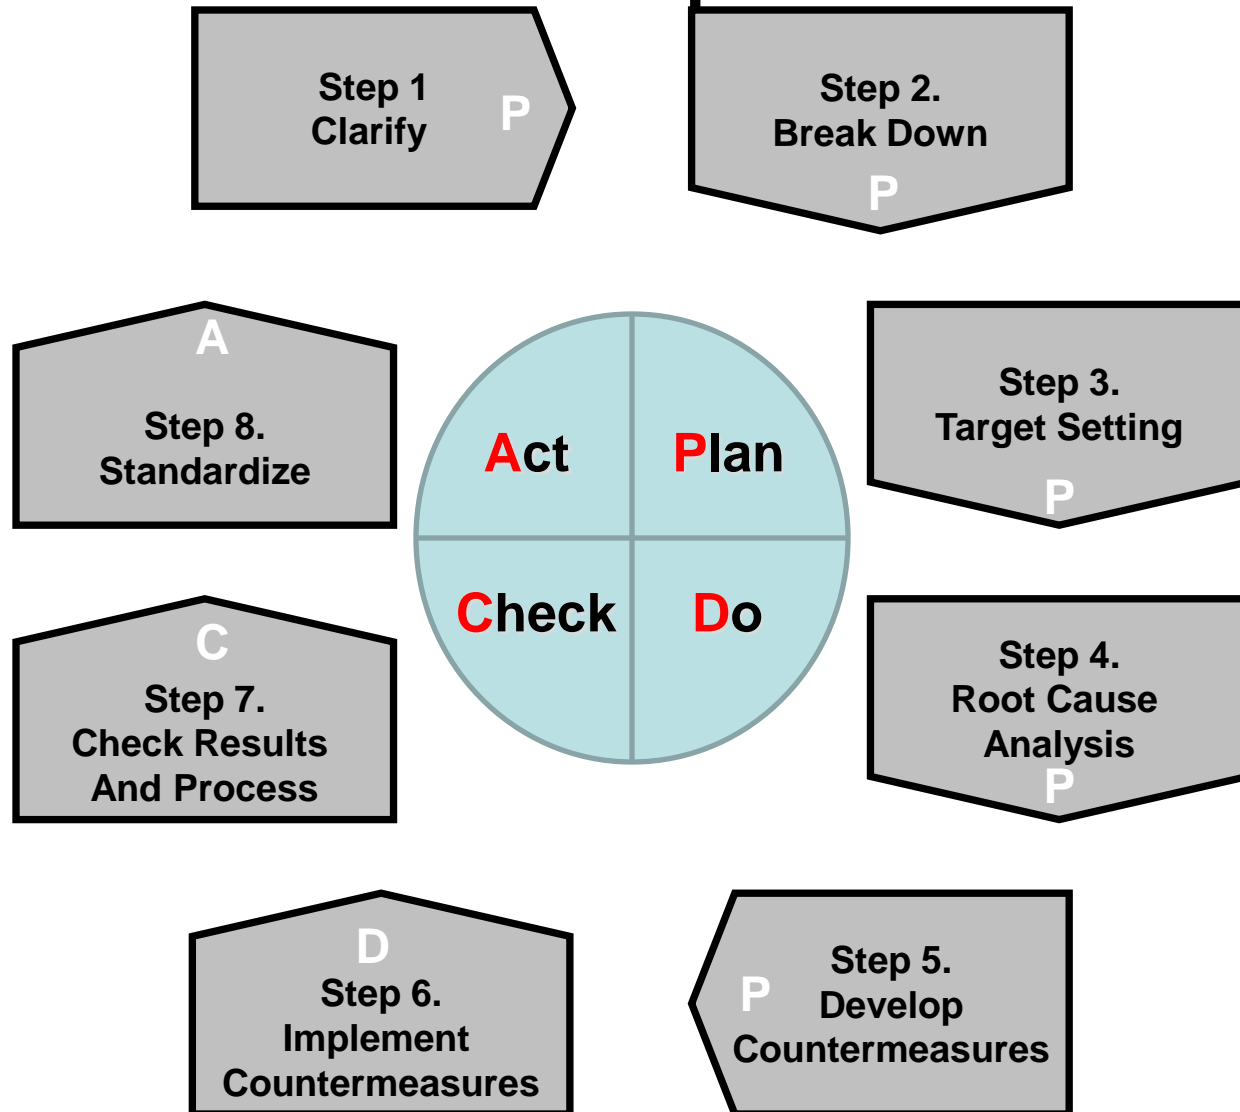 Step 1
Clarify
P
Step 2.
Break Down
P
Step 3.
Target Setting
P
Step 4.
Root Cause
Analysis
P
Step 5.
Develop
Countermeasures
P
D
Step 6.
Implement
Countermeasures
C
Step 7.
Check Results
And Process
A
Step 8.
Standardize
Act
Plan
Check
Do